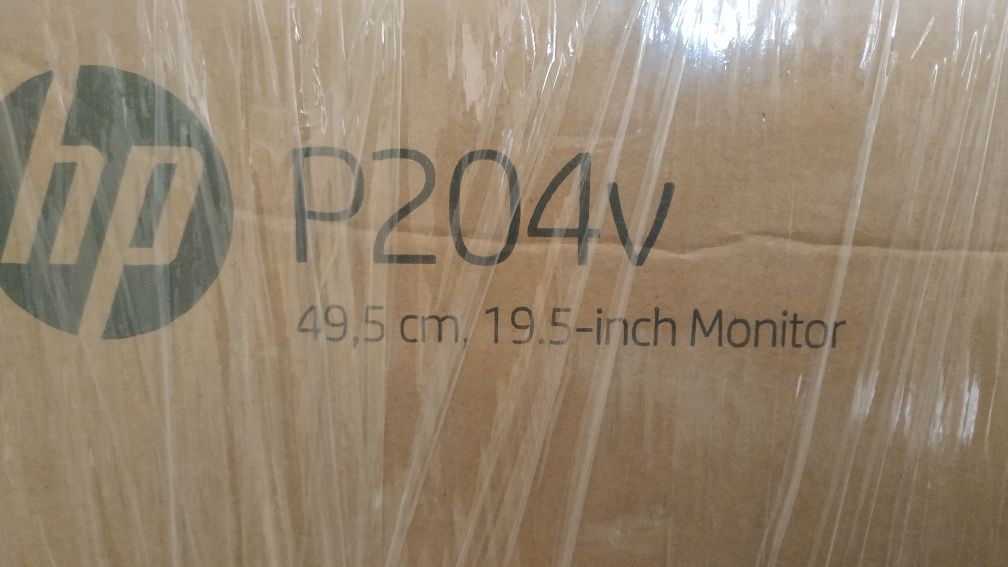 hp
P204v
49,5 cm, 19.5-inch Monitor